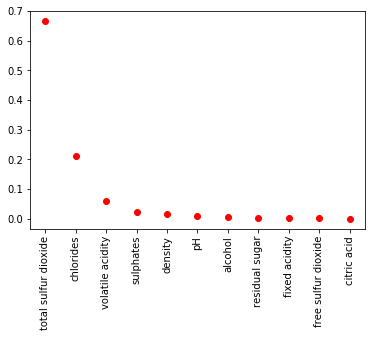 0.7
0.6
0.5
0.4
0.3
0.2
0.1
0.0
total sulfur dioxide
chlorides
volatile acidity
sulphates
density
pH
alcohol
residual sugar
fixed acidity
free sulfur dioxide
citric acid